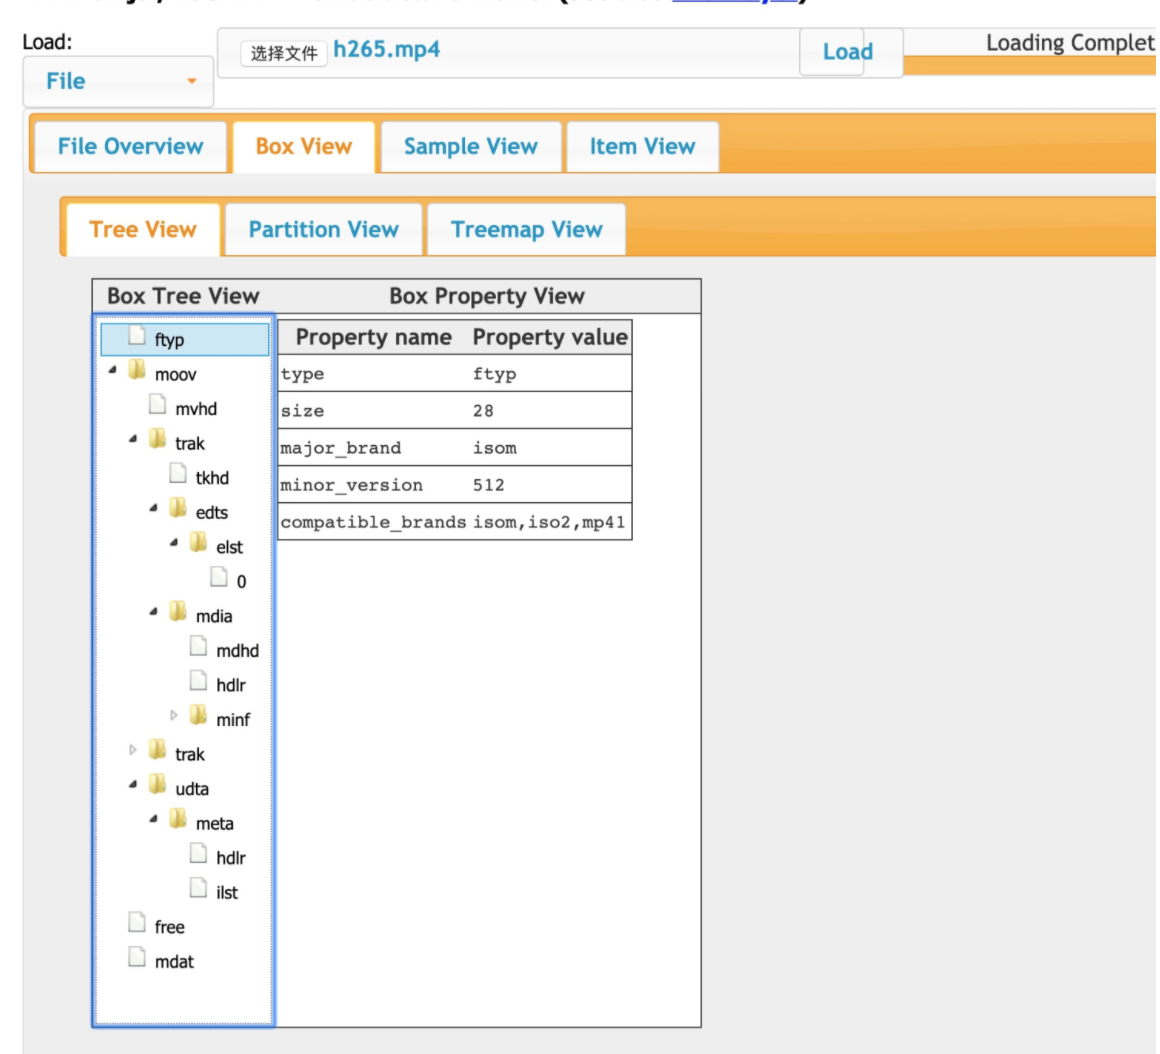 Load:
选择文件 h265.mp4
Load
Loading Complet
File
File Overview
Box View
Sample View
Item View
Tree View
Partition View
Treemap View
Box Tree View
Box Property View
ftyp
moov
mvhd
trak
tkhd
edts
elst
0
mdia
mdhd
hdlr
minf
trak
udta
meta
hdlr
ilst
free
mdat
Property name Property value
type ftyp
size 28
major_brand isom
minor_version 512
compatible_brands isom,iso2,mp41